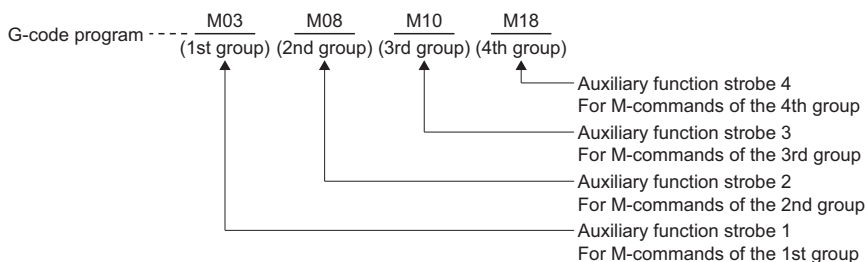 G-code program M03 M08 M10 M18
(1st group) (2nd group) (3rd group) (4th group)
Auxiliary function strobe 4
For M-commands of the 4th group
Auxiliary function strobe 3
For M-commands of the 3rd group
Auxiliary function strobe 2
For M-commands of the 2nd group
Auxiliary function strobe 1
For M-commands of the 1st group